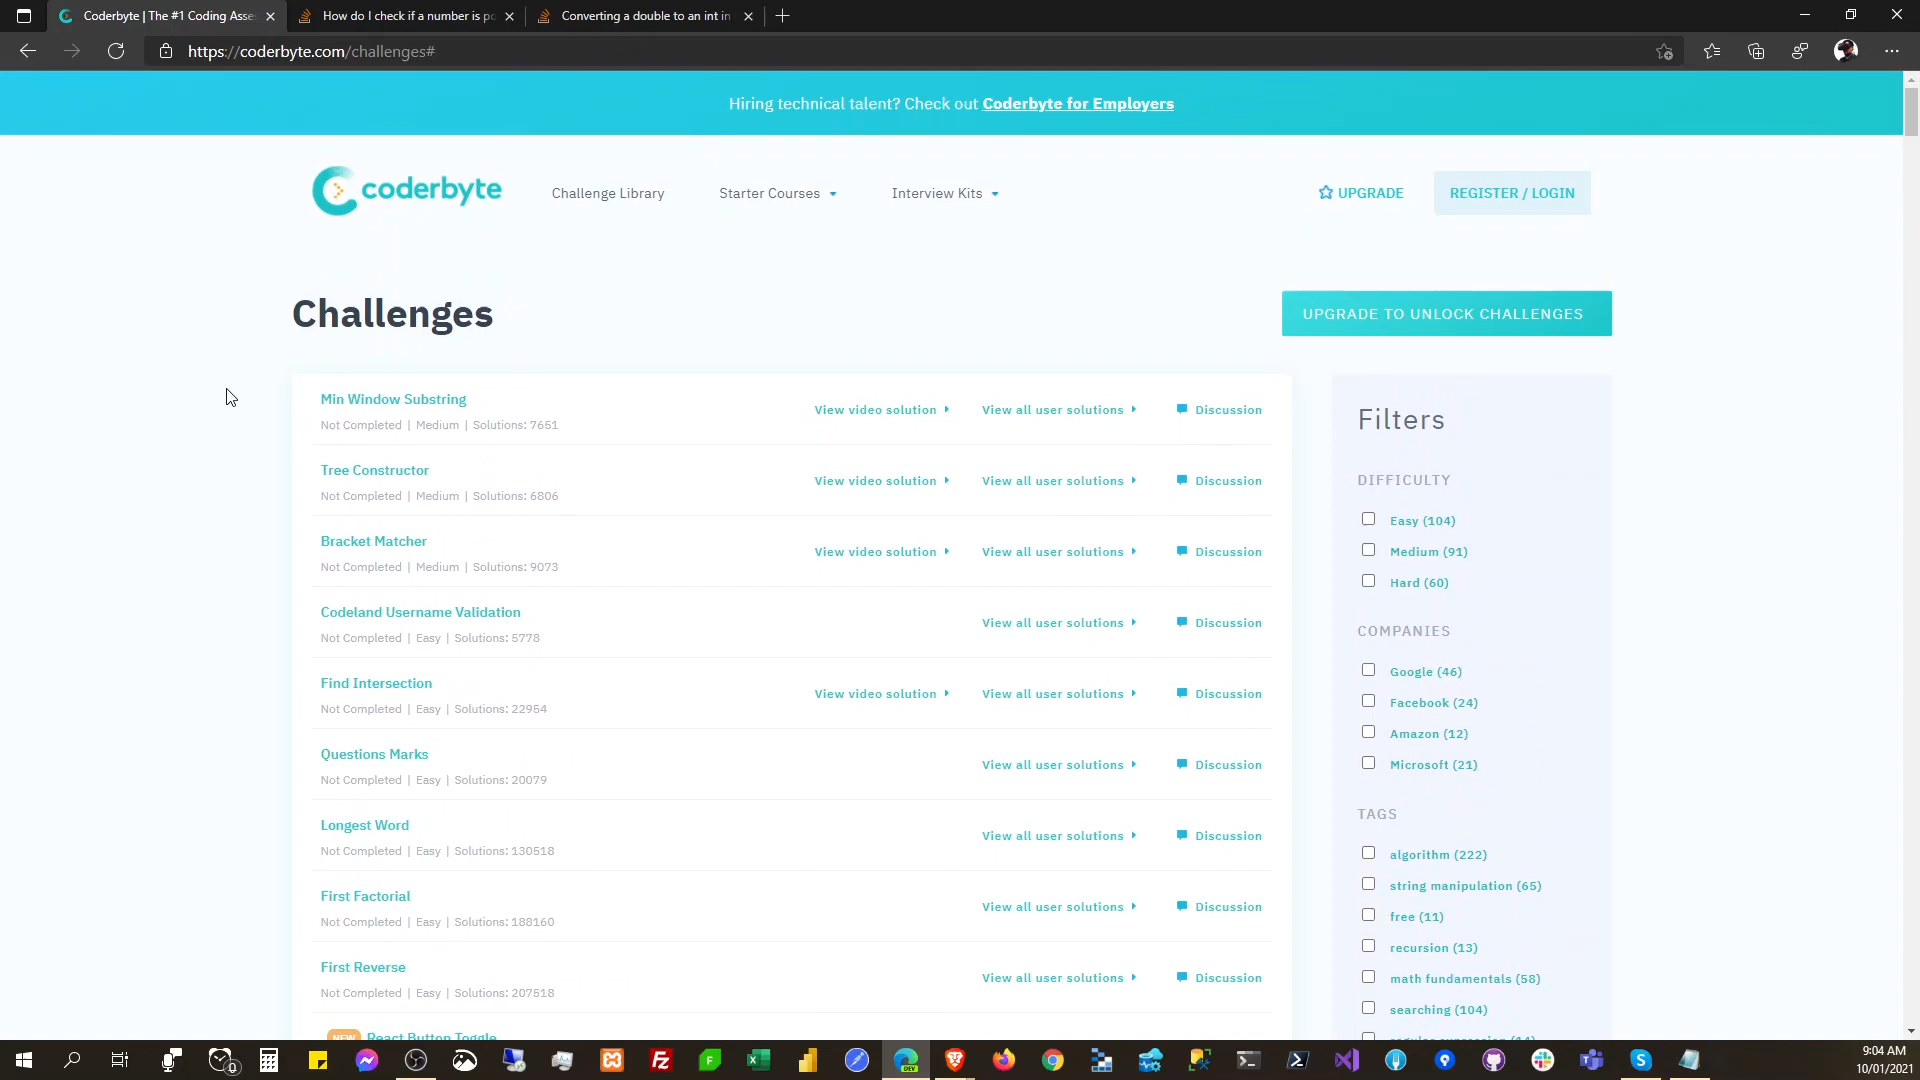 Coderbyte | The #1 Coding Asse
How do I check if a number is po
Converting a double to an int in
https://coderbyte.com/challenges#
Hiring technical talent? Check out Coderbyte for Employers
coderbyte
Challenge Library
Starter Courses
Interview Kits
UPGRADE
REGISTER / LOGIN
Challenges
UPGRADE TO UNLOCK CHALLENGES
Min Window Substring
Not Completed | Medium | Solutions: 7651
View video solution
View all user solutions
Discussion
Tree Constructor
Not Completed | Medium | Solutions: 6806
View video solution
View all user solutions
Discussion
Bracket Matcher
Not Completed | Medium | Solutions: 9073
View video solution
View all user solutions
Discussion
Codeland Username Validation
Not Completed | Easy | Solutions: 5778
View all user solutions
Discussion
Find Intersection
Not Completed | Easy | Solutions: 22954
View video solution
View all user solutions
Discussion
Questions Marks
Not Completed | Easy | Solutions: 20079
View all user solutions
Discussion
Longest Word
Not Completed | Easy | Solutions: 130518
View all user solutions
Discussion
First Factorial
Not Completed | Easy | Solutions: 188160
View all user solutions
Discussion
First Reverse
Not Completed | Easy | Solutions: 207518
View all user solutions
Discussion
NEW React Button Toggle
Filters
DIFFICULTY
Easy (104)
Medium (91)
Hard (60)
COMPANIES
Google (46)
Facebook (24)
Amazon (12)
Microsoft (21)
TAGS
algorithm (222)
string manipulation (65)
free (11)
recursion (13)
math fundamentals (58)
searching (104)
9:04 AM
10/01/2021